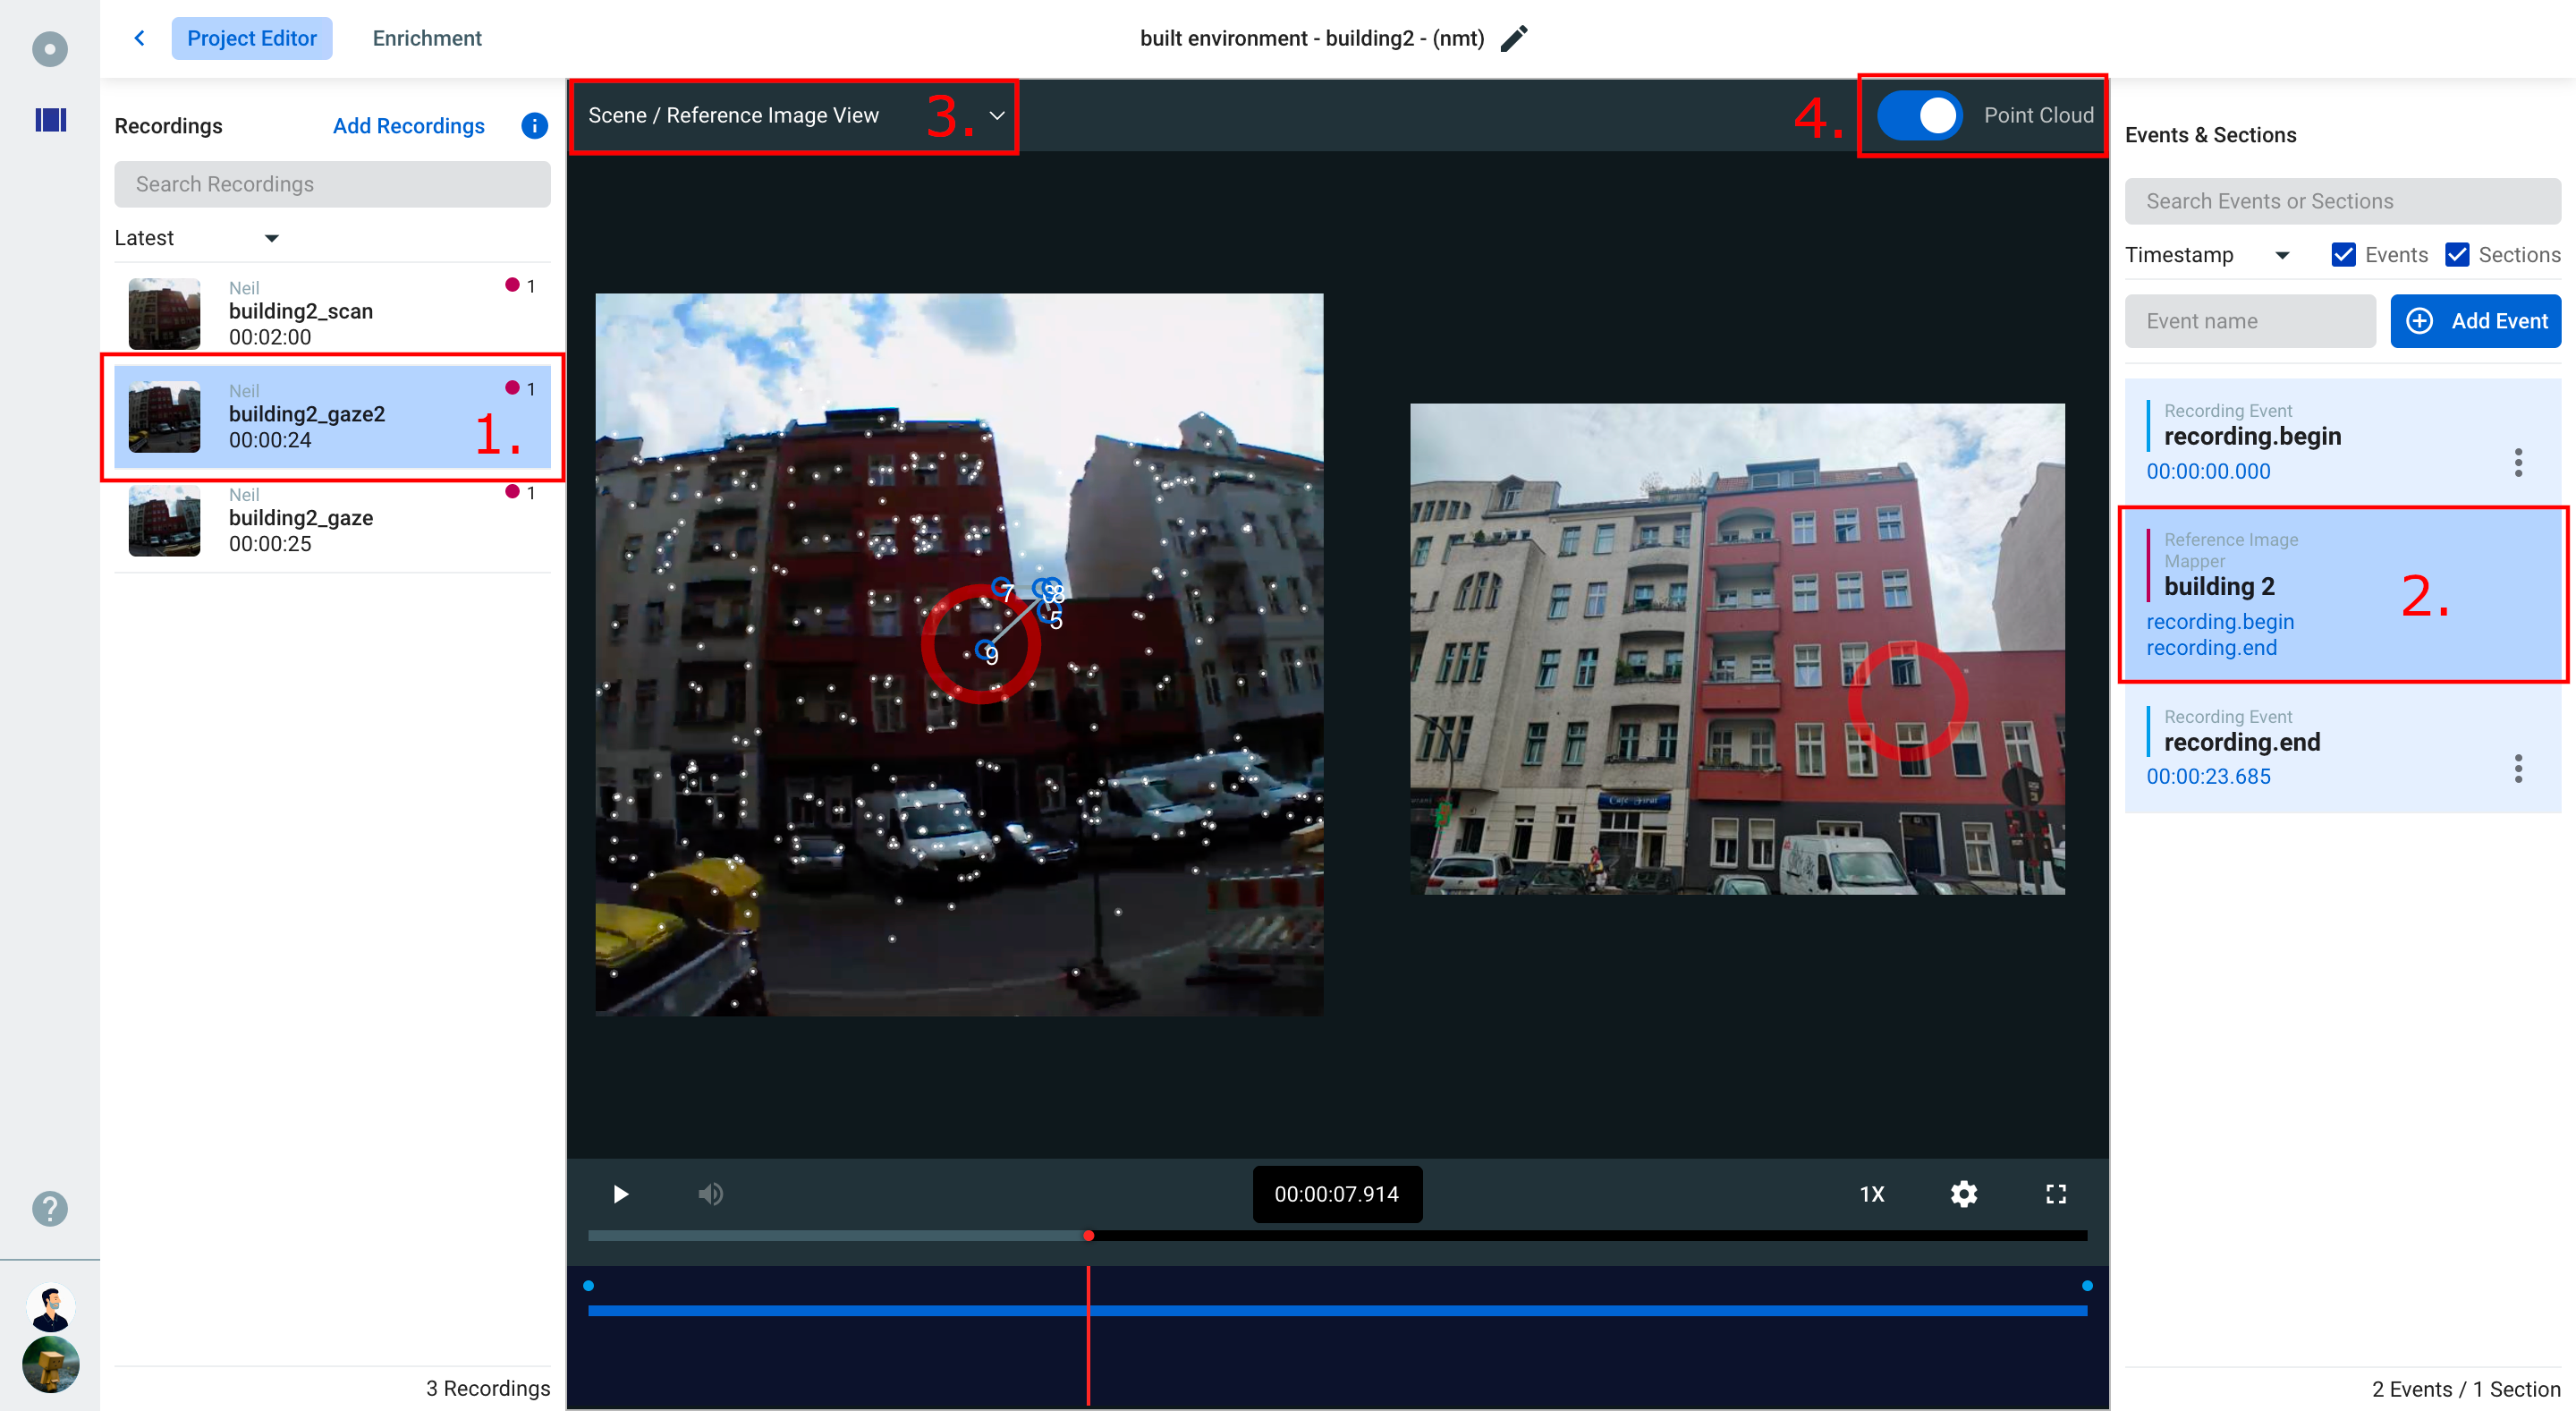 Project Editor
Enrichment
built environment - building2 - (nmt)
Recordings
Add Recordings
i
Search Recordings
Latest
Neil
building2_scan
00:02:00
1
Neil
building2_gaze2
00:00:24
1
1.
Neil
building2_gaze
00:00:25
1
3 Recordings
?
Scene / Reference Image View
3.
4.
Point Cloud
7
8
5
9
Cafe
00:00:07.914
1X
Events & Sections
Search Events or Sections
Timestamp
Events
Sections
Event name
Add Event
Recording Event
recording.begin
00:00:00.000
Reference Image
Mapper
building 2
recording.begin
recording.end
2.
Recording Event
recording.end
00:00:23.685
2 Events / 1 Section